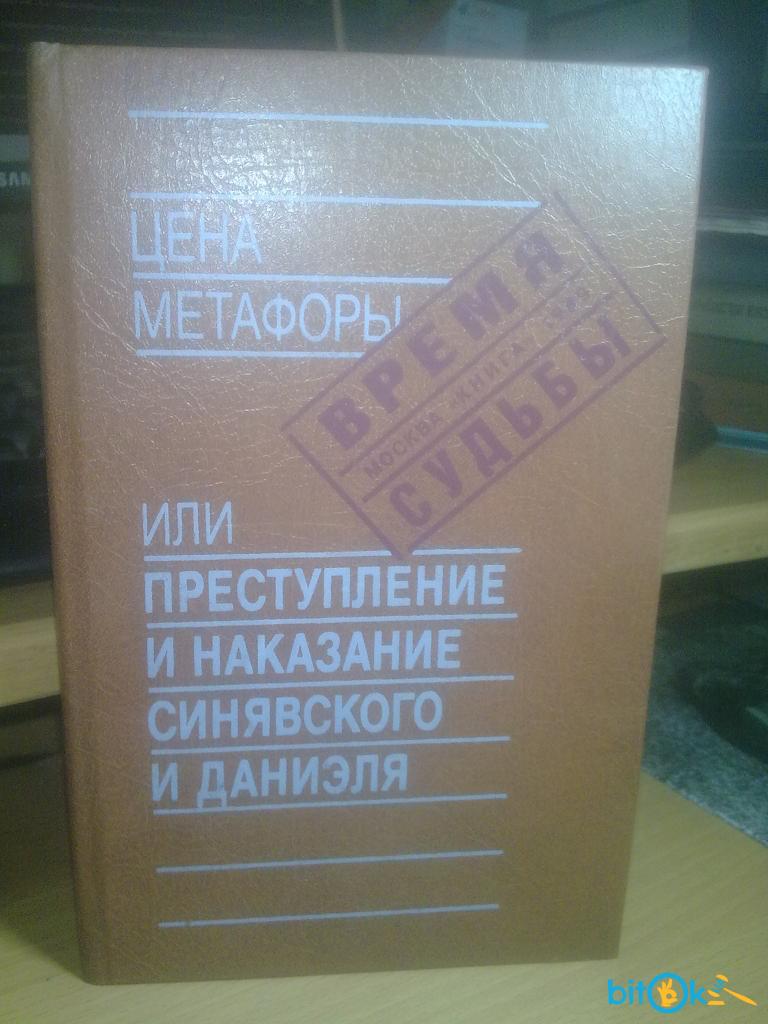 ЦЕНА
МЕТАФОРЫ
ВРЕМЯ
МОСКВА «КНИГА»
СУДЬБЫ
ИЛИ
ПРЕСТУПЛЕНИЕ
И НАКАЗАНИЕ
СИНЯВСКОГО
И ДАНИЭЛЯ
bitOk